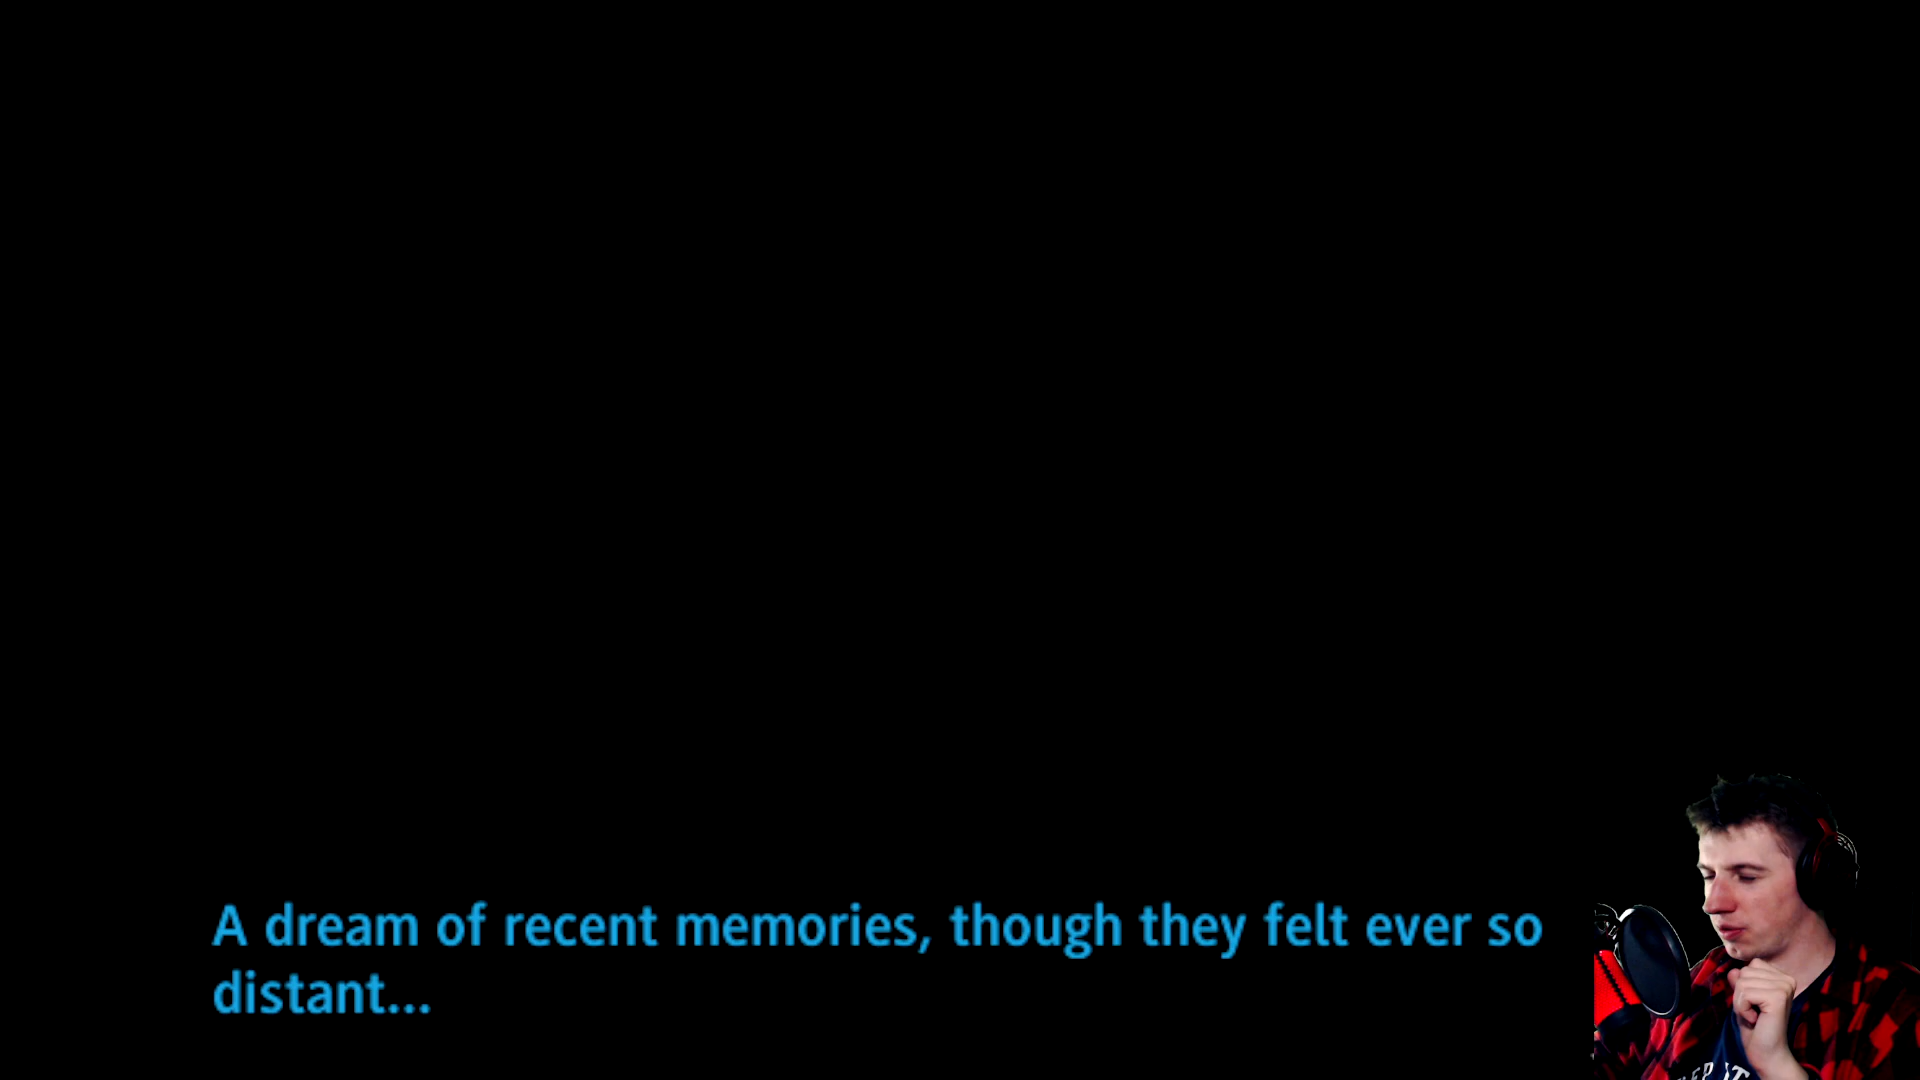 A dream of recent memories, though they felt ever so
distant...